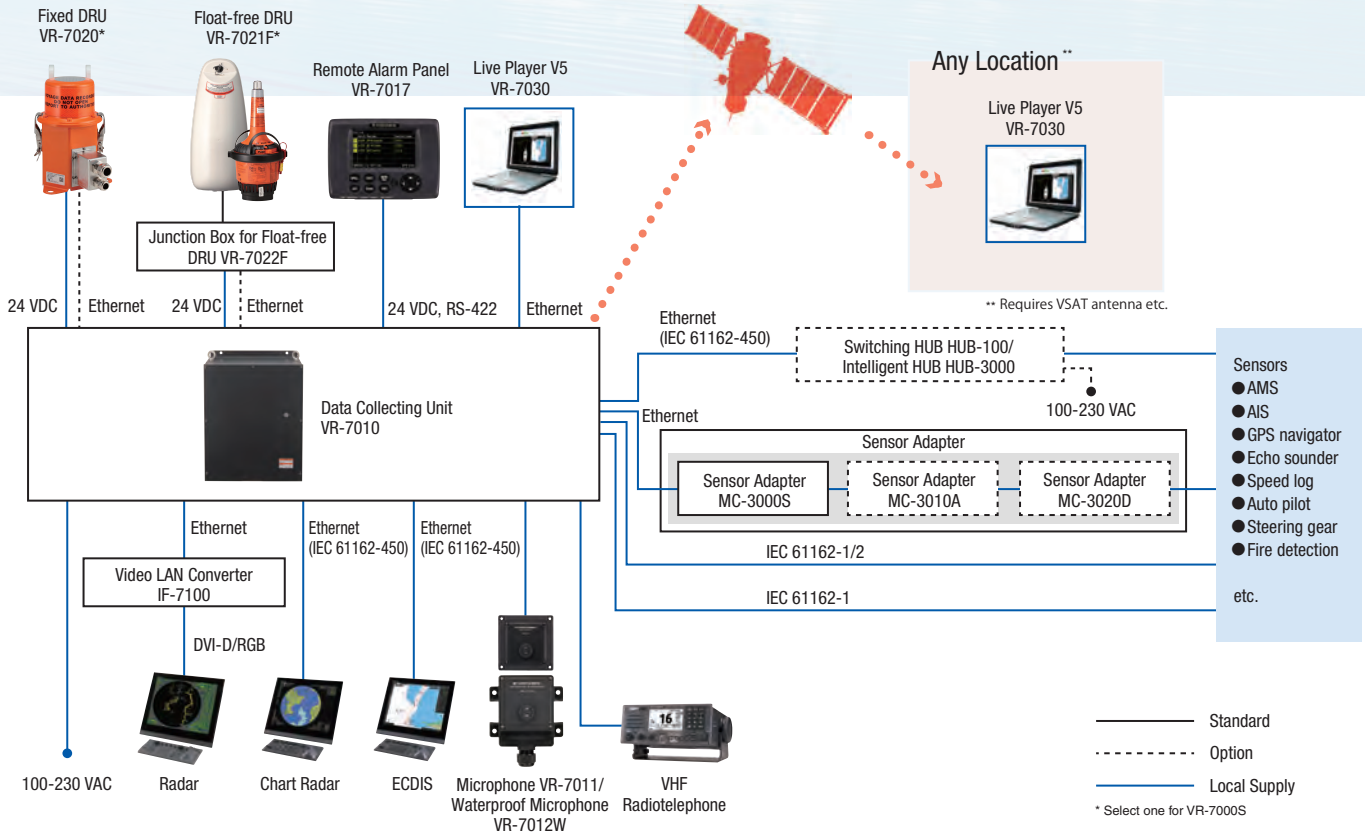 Fixed DRU
VR-7020*
Float-free DRU
VR-7021F*
Remote Alarm Panel
VR-7017
Live Player V5
VR-7030
Any Location **
Live Player V5
VR-7030
** Requires VSAT antenna etc.
Junction Box for Float-free
DRU VR-7022F
24 VDC
Ethernet
24 VDC
Ethernet
24 VDC, RS-422
Ethernet
Data Collecting Unit
VR-7010
Ethernet
(IEC 61162-450)
Switching HUB HUB-100/
Intelligent HUB HUB-3000
100-230 VAC
Ethernet
Sensor Adapter
Sensor Adapter
MC-3000S
Sensor Adapter
MC-3010A
Sensor Adapter
MC-3020D
IEC 61162-1/2
IEC 61162-1
Sensors
● AMS
● AIS
● GPS navigator
● Echo sounder
● Speed log
● Auto pilot
● Steering gear
● Fire detection
etc.
Ethernet
Ethernet
(IEC 61162-450)
Ethernet
(IEC 61162-450)
Video LAN Converter
IF-7100
DVI-D/RGB
16
100-230 VAC
Radar
Chart Radar
ECDIS
Microphone VR-7011/
Waterproof Microphone
VR-7012W
VHF
Radiotelephone
Standard
Option
Local Supply
* Select one for VR-7000S